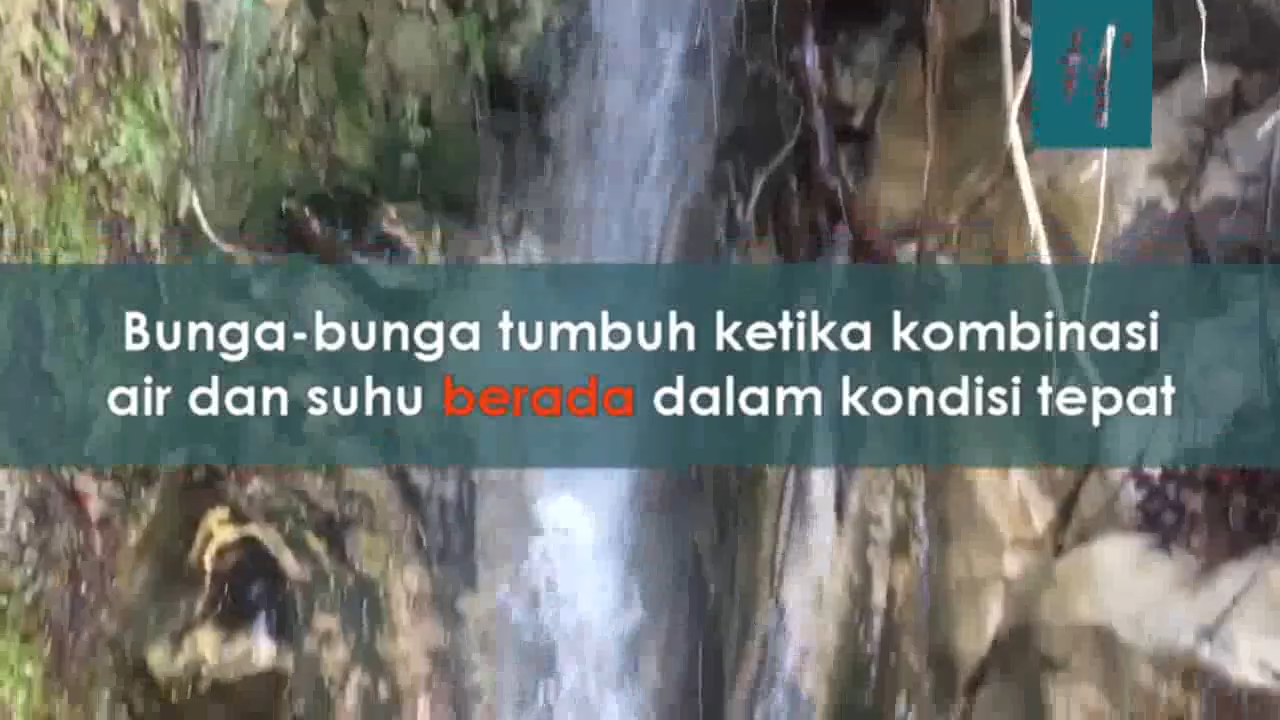 Bunga-bunga tumbuh ketika kombinasi
air dan suhu berada dalam kondisi tepat